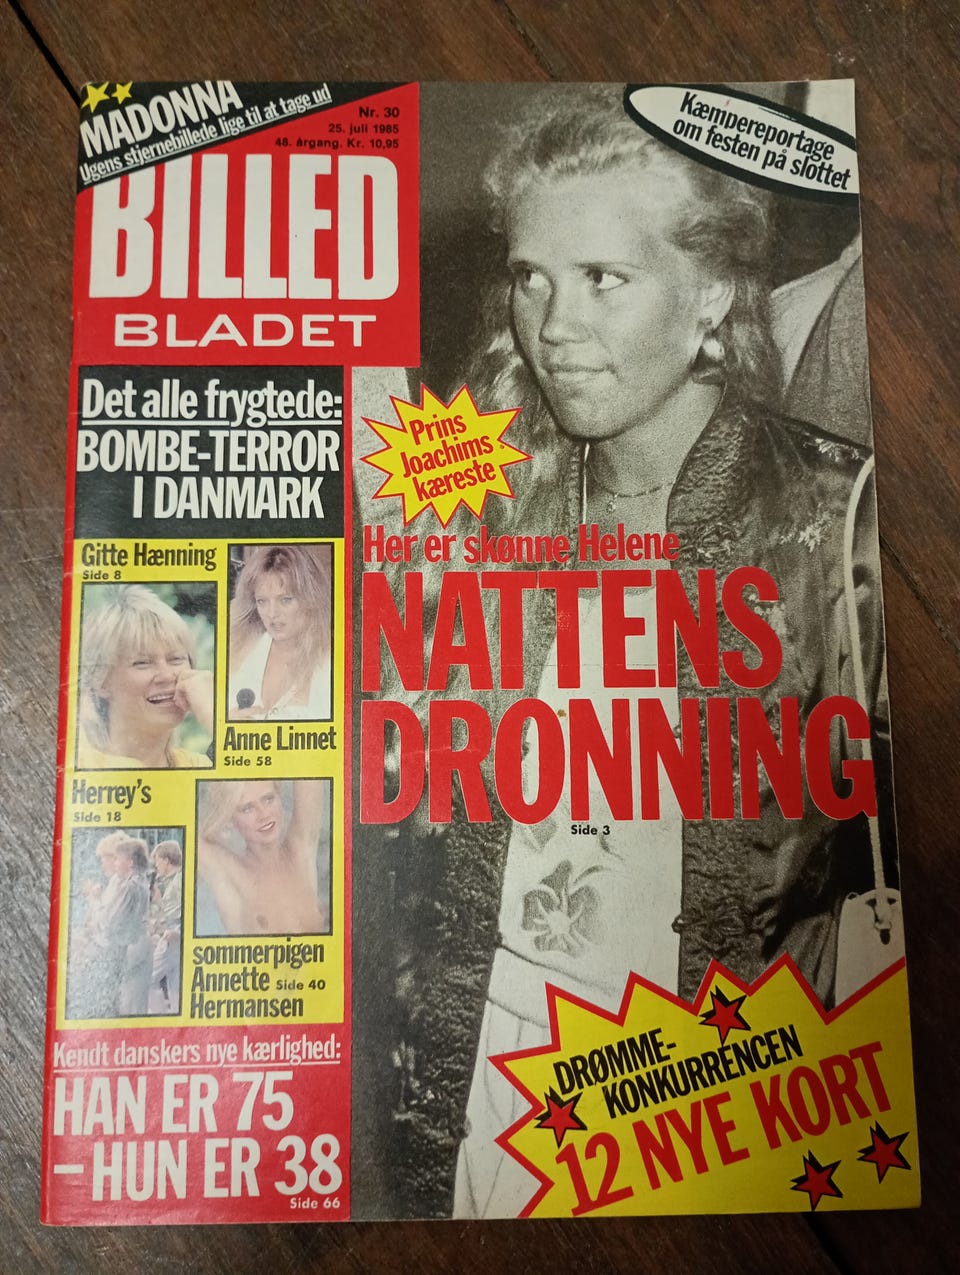 MADONNA
Ugens stjernebillede lige til at tage ud
Nr. 30
25. juli 1985
48. årgang. Kr. 10,95
BILLED
BLADET
Kæmpereportage
om festen på slottet
Det alle frygtede:
BOMBE-TERROR
I DANMARK
Prins
Joachims
kæreste
Her er skønne Helene
NATTENS
DRONNING
Side 3
Gitte Hænning
Side 8
Anne Linnet
Side 58
Herrey's
Side 18
sommerpigen
Annette Side 40
Hermansen
Kendt danskers nye kærlighed:
HAN ER 75
– HUN ER 38
Side 66
DRØMME-
KONKURRENCEN
12 NYE KORT